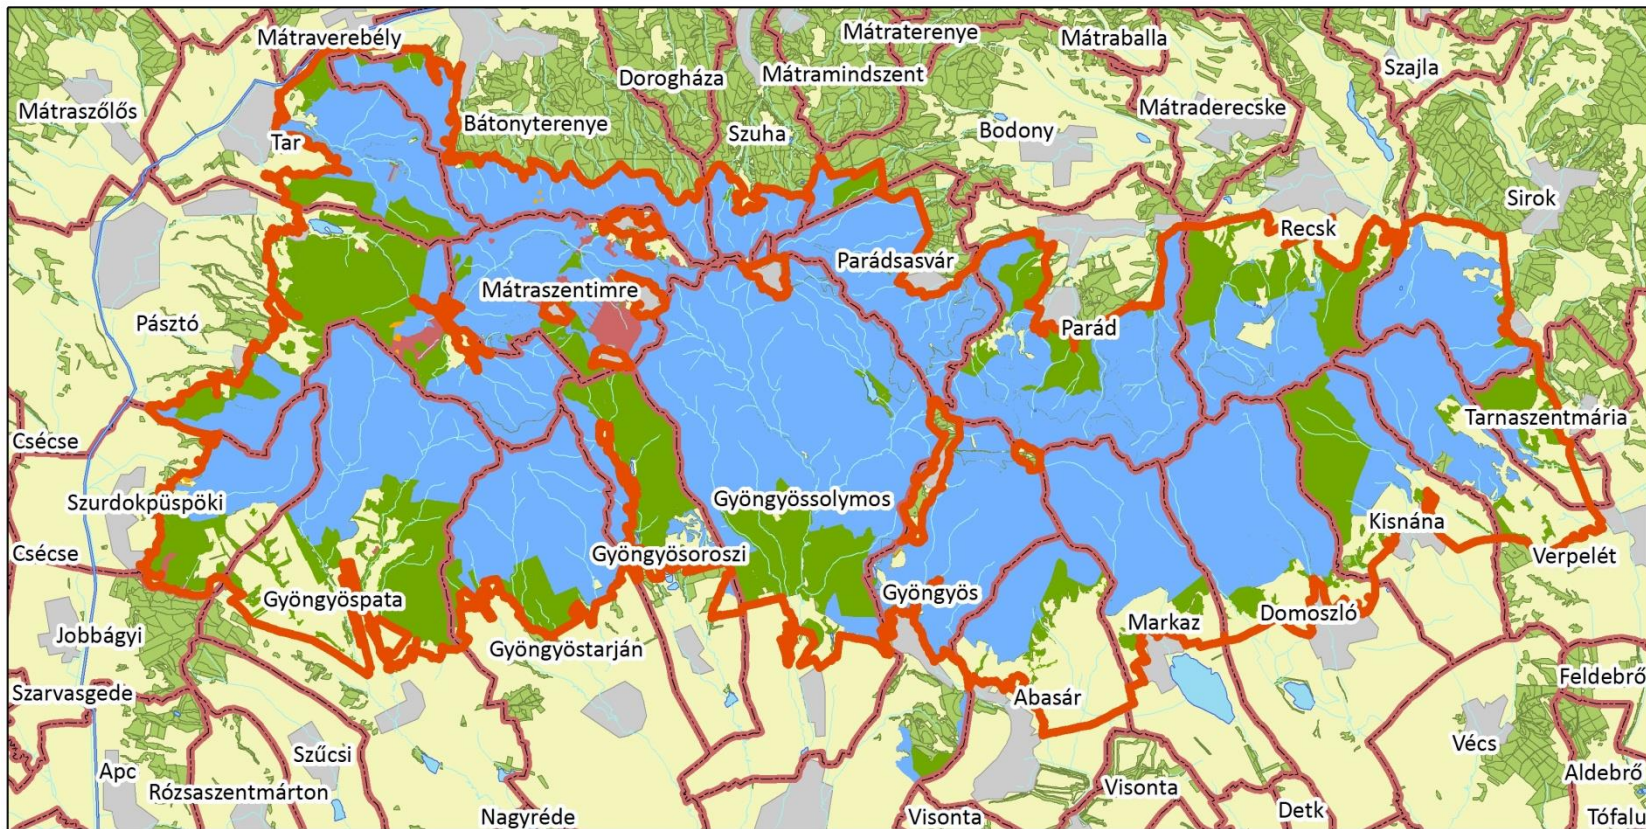 Mátraverebély
Mátraterenye
Mátraballa
Szajla
Dorogháza
Mátramindszent
Mátraszőlős
Mátraderecske
Bátonyterenye
Szuha
Bodony
Tar
Sirok
Recsk
Parádsasvár
Mátraszentimre
Pásztó
Parád
Tarnaszentmária
Csécse
Szurdokpüspöki
Gyöngyössolymos
Kisnána
Csécse
Gyöngyösoroszi
Verpelét
Gyöngyöspata
Gyöngyös
Domoszló
Markaz
Jobbágyi
Gyöngyöstarján
Feldebrő
Szarvasgede
Abasár
Szűcsi
Vécs
Apc
Aldebrő
Rózsaszentmárton
Visonta
Detk
Nagyréde
Visonta
Tófalu